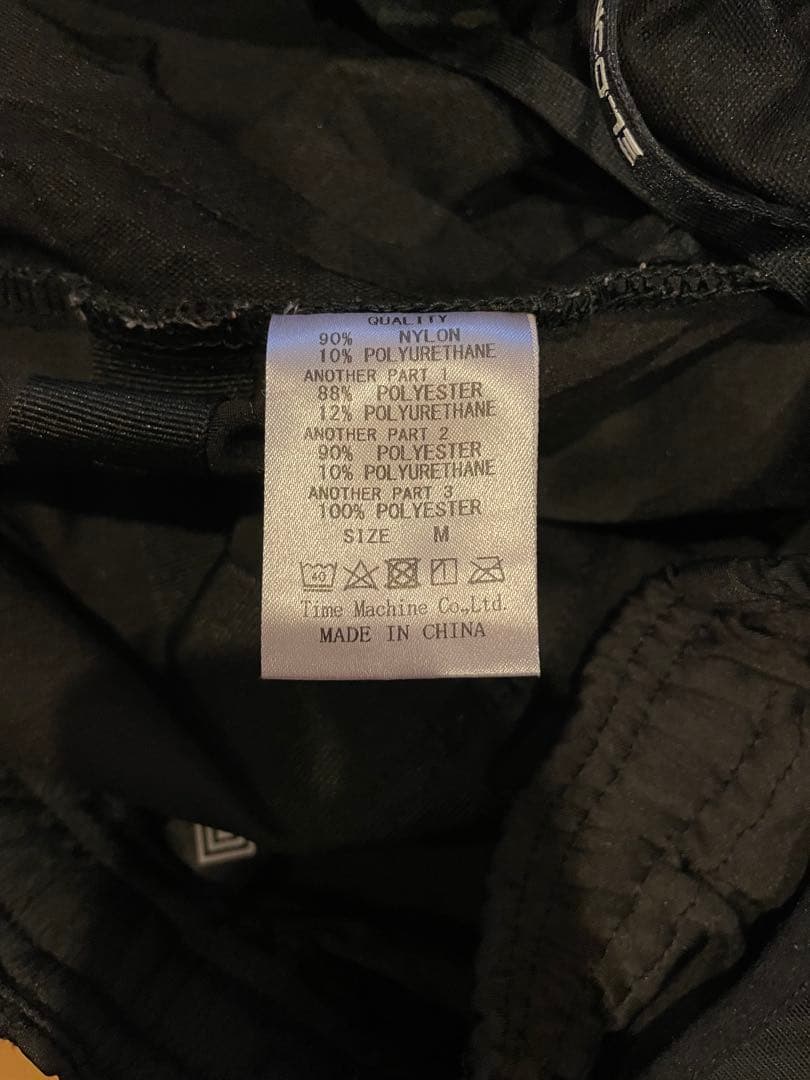 QUALITY
90% NYLON
10% POLYURETHANE
ANOTHER PART 1
88% POLYESTER
12% POLYURETHANE
ANOTHER PART 2
90% POLYESTER
10% POLYURETHANE
ANOTHER PART 3
100% POLYESTER
SIZE M
40
Time Machine Co.,Ltd.
MADE IN CHINA